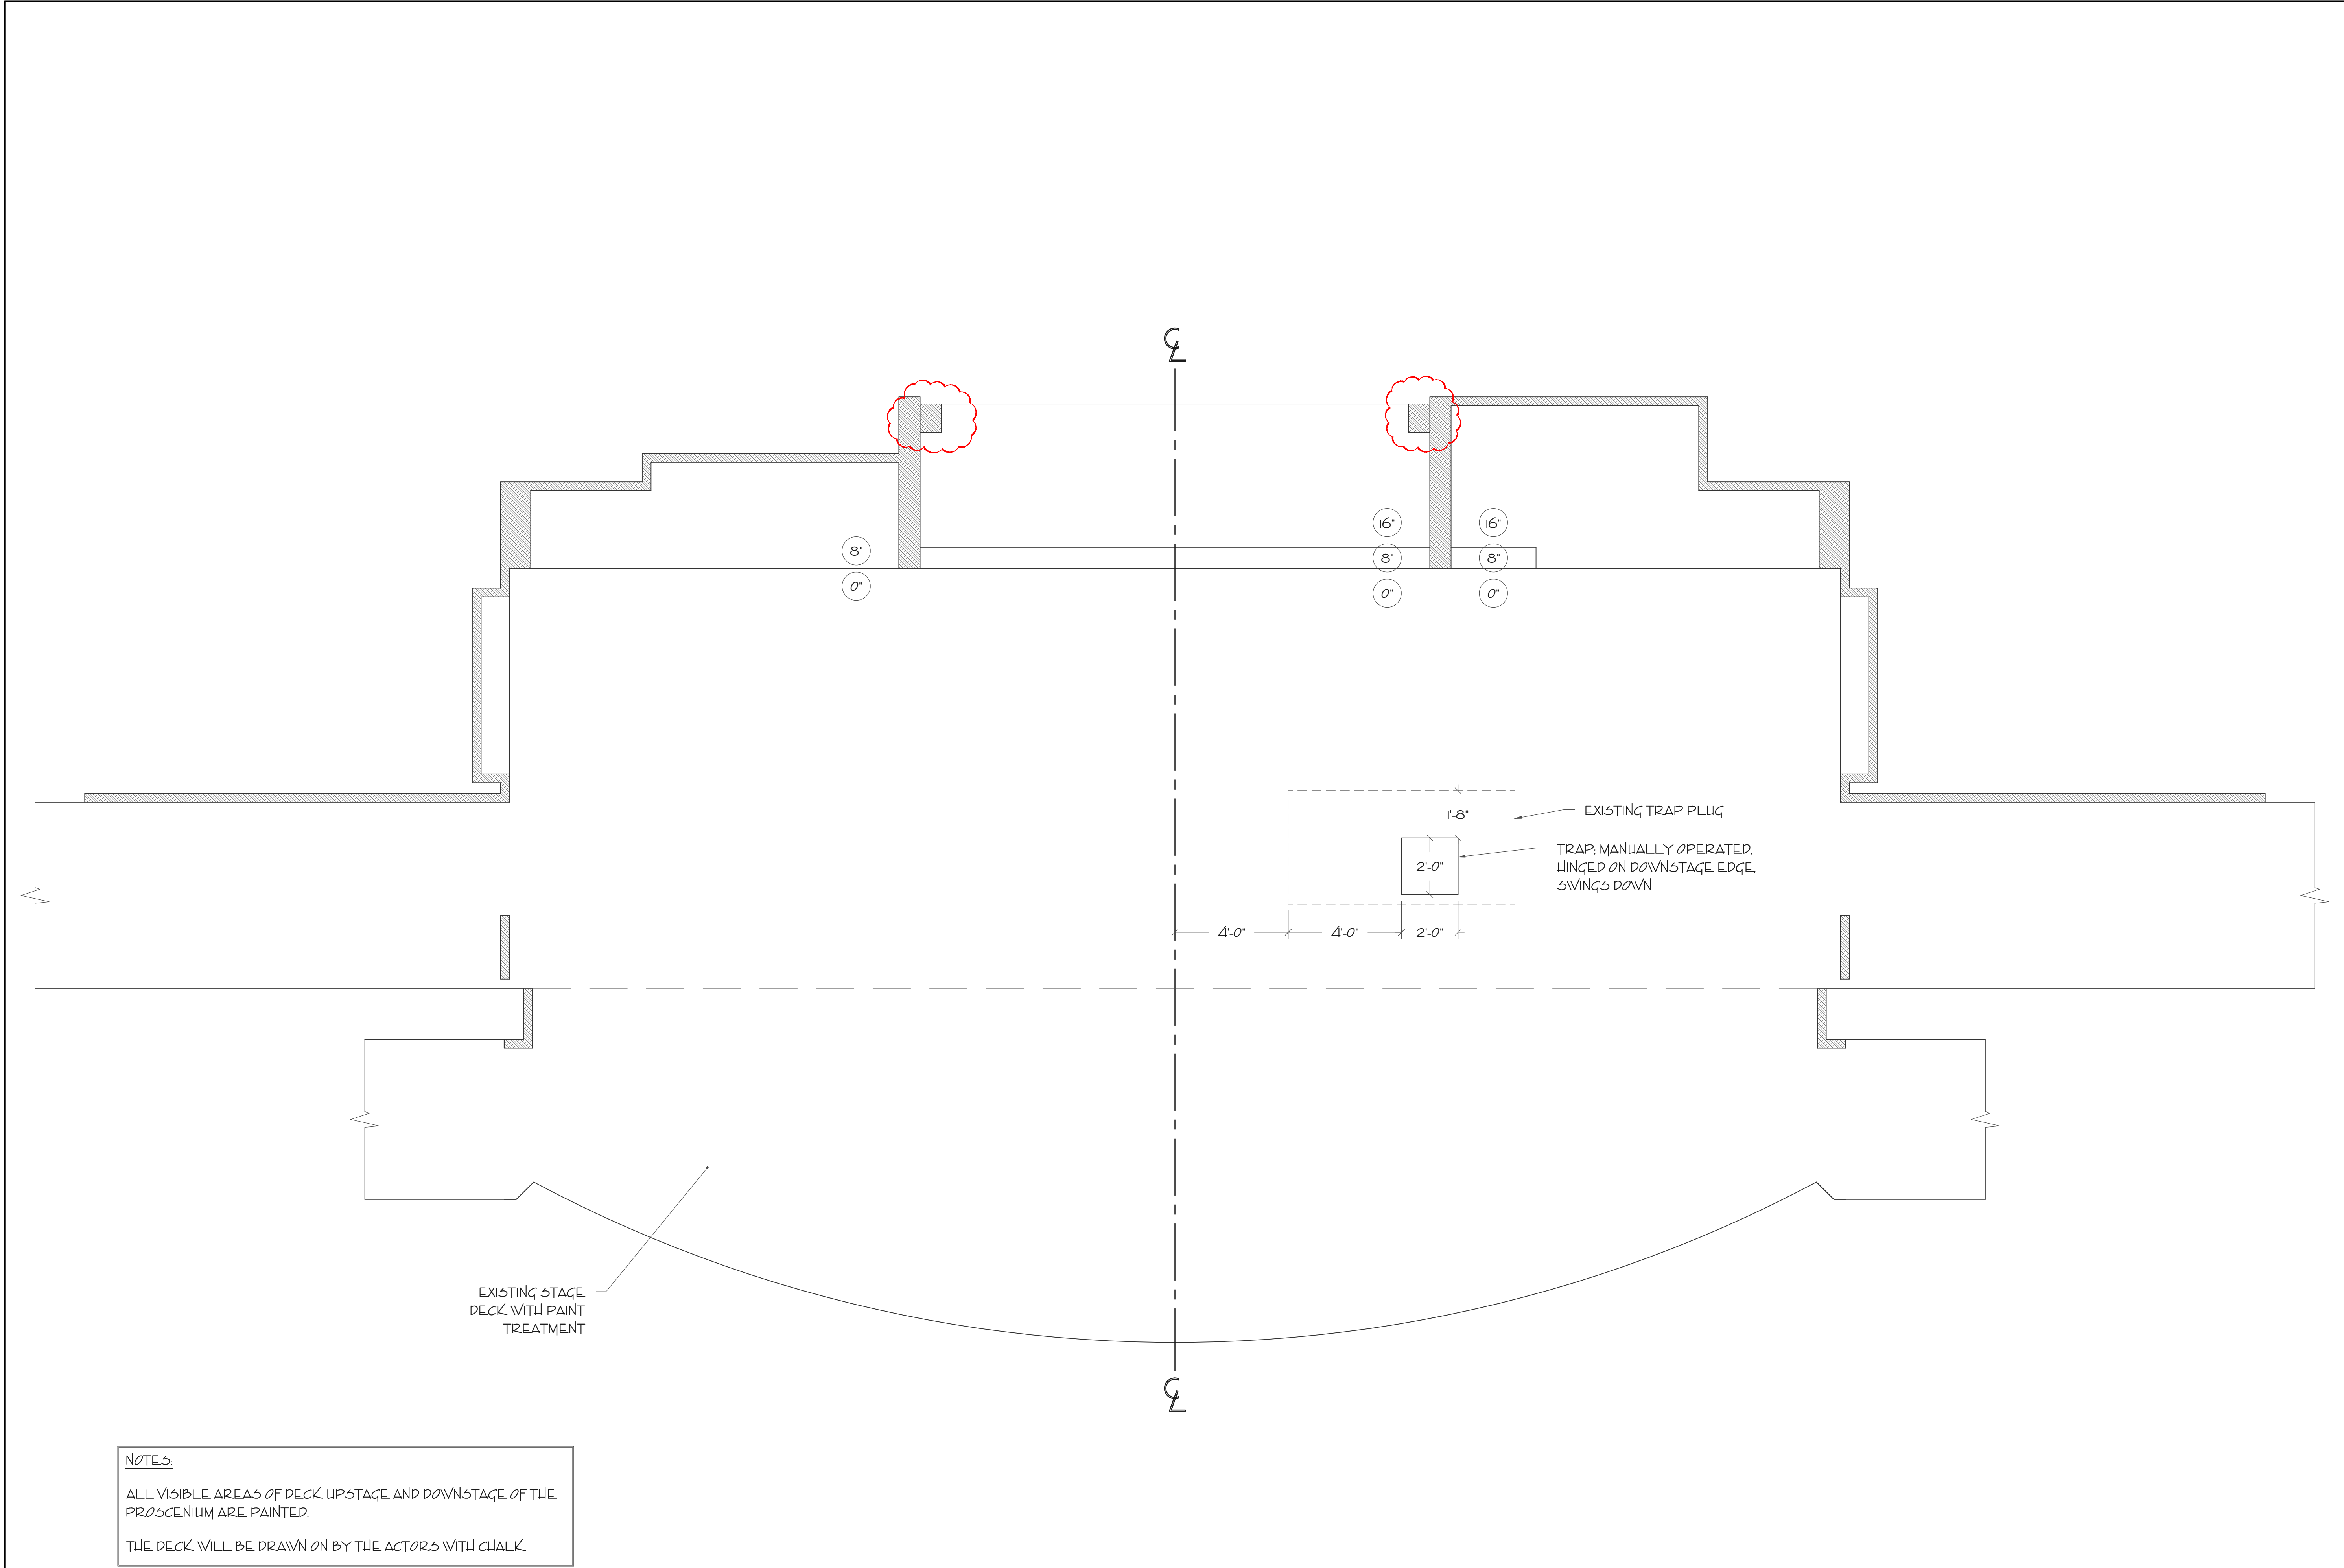 ℄
16" 16"
8" 8" 8"
0" 0" 0"
1'-8"
EXISTING TRAP PLUG
TRAP; MANUALLY OPERATED,
HINGED ON DOWNSTAGE EDGE,
SWINGS DOWN
2'-0"
4'-0" 4'-0" 2'-0"
EXISTING STAGE
DECK WITH PAINT
TREATMENT
℄
NOTES:
ALL VISIBLE AREAS OF DECK UPSTAGE AND DOWNSTAGE OF THE
PROSCENIUM ARE PAINTED.
THE DECK WILL BE DRAWN ON BY THE ACTORS WITH CHALK